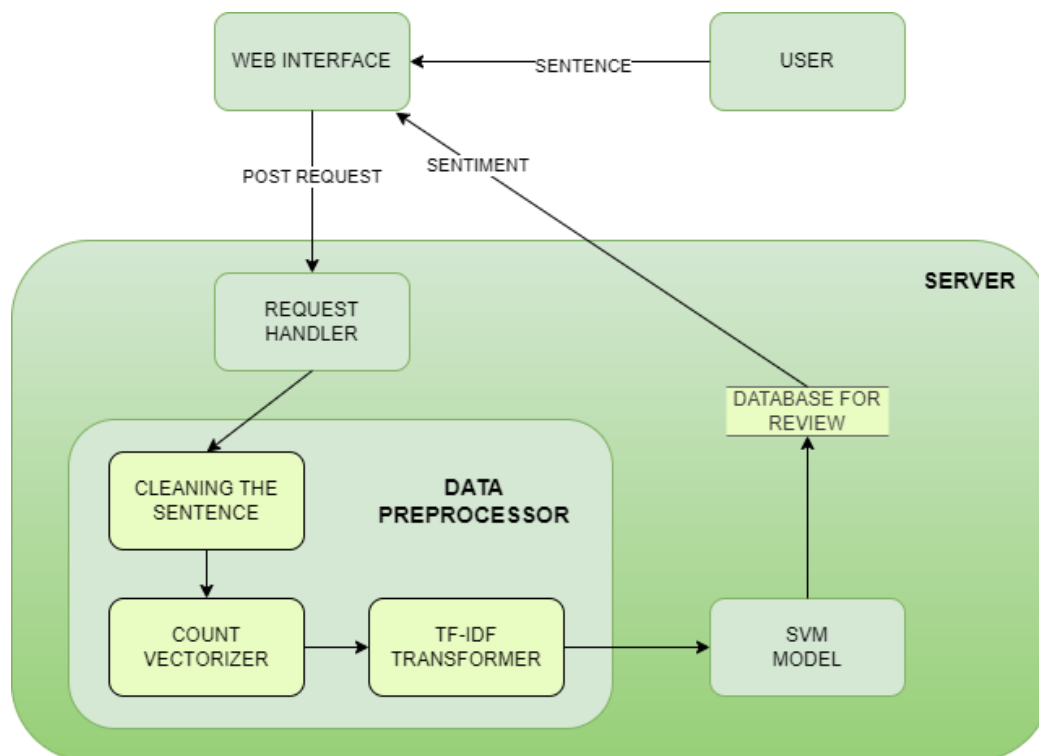 WEB INTERFACE
SENTENCE
USER
POST REQUEST
SENTIMENT
SERVER
REQUEST
HANDLER
DATABASE FOR
REVIEW
CLEANING THE
SENTENCE
DATA
PREPROCESSOR
COUNT
VECTORIZER
TF-IDF
TRANSFORMER
SVM
MODEL